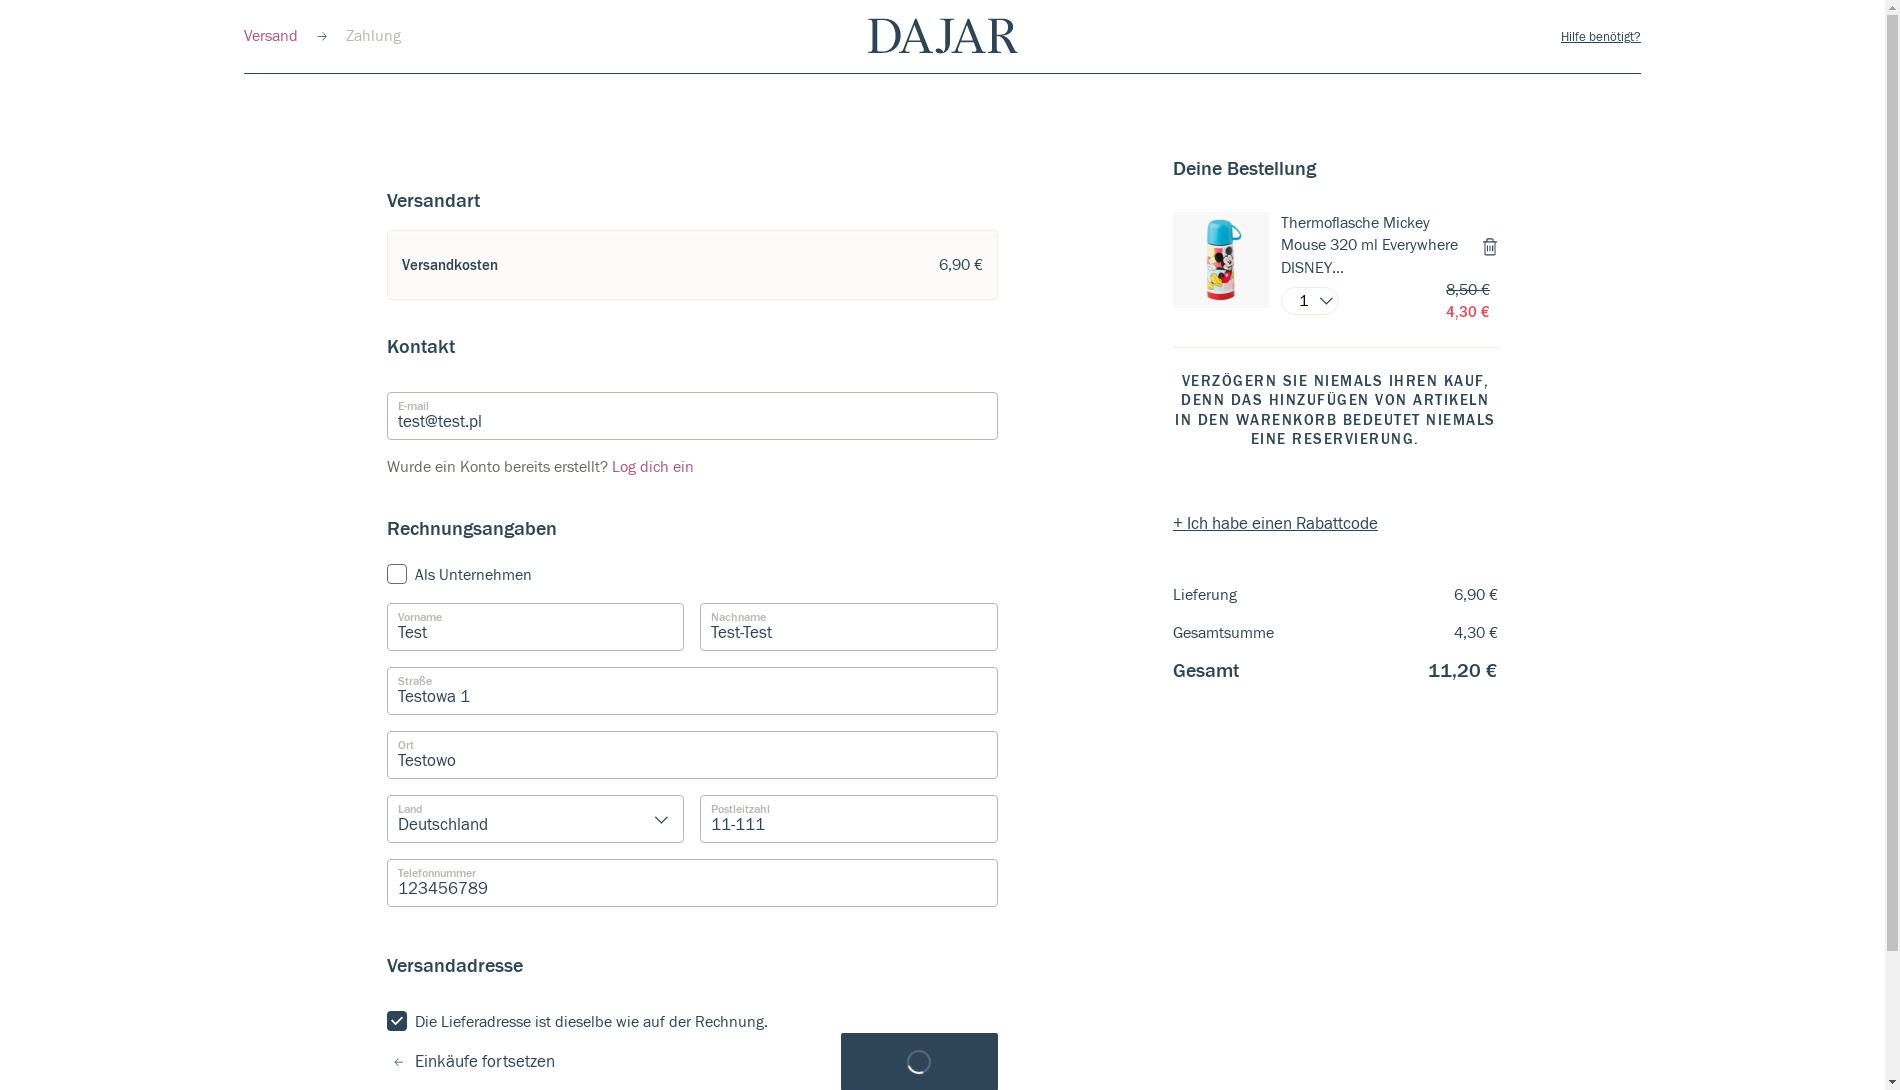 Versand
Zahlung
DAJAR
Hilfe benötigt?
Versandart
Versandkosten
6,90 €
Kontakt
E-mail
test@test.pl
Wurde ein Konto bereits erstellt? Log dich ein
Rechnungsangaben
Als Unternehmen
Vorname
Test
Nachname
Test-Test
Straße
Testowa 1
Ort
Testowo
Land
Deutschland
Postleitzahl
11-111
Telefonnummer
123456789
Versandadresse
Die Lieferadresse ist dieselbe wie auf der Rechnung.
Einkäufe fortsetzen
Deine Bestellung
Thermoflasche Mickey
Mouse 320 ml Everywhere
DISNEY...
1
8,50 €
4,30 €
VERZÖGERN SIE NIEMALS IHREN KAUF,
DENN DAS HINZUFÜGEN VON ARTIKELN
IN DEN WARENKORB BEDEUTET NIEMALS
EINE RESERVIERUNG.
+ Ich habe einen Rabattcode
Lieferung
6,90 €
Gesamtsumme
4,30 €
Gesamt
11,20 €